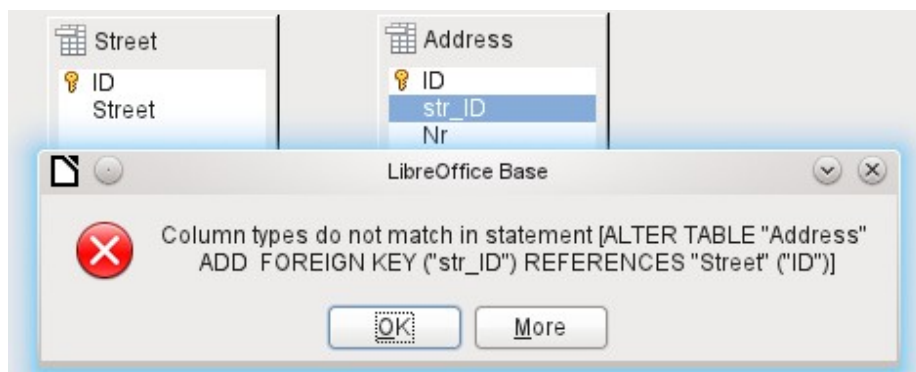 Street
ID
Street
Address
ID
str_ID
Nr
LibreOffice Base
Column types do not match in statement [ALTER TABLE "Address"
ADD  FOREIGN KEY ("str_ID") REFERENCES "Street" ("ID")]
OK
More